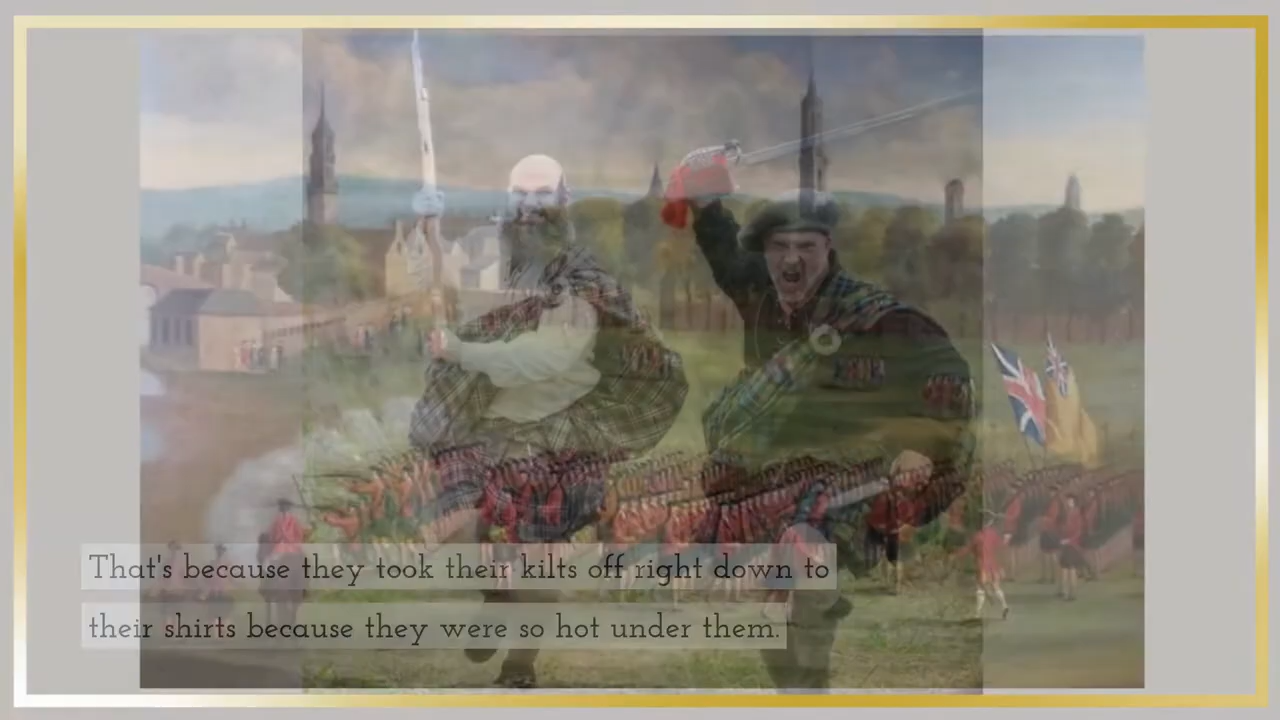 That's because they took their kilts off right down to
their shirts because they were so hot under them.